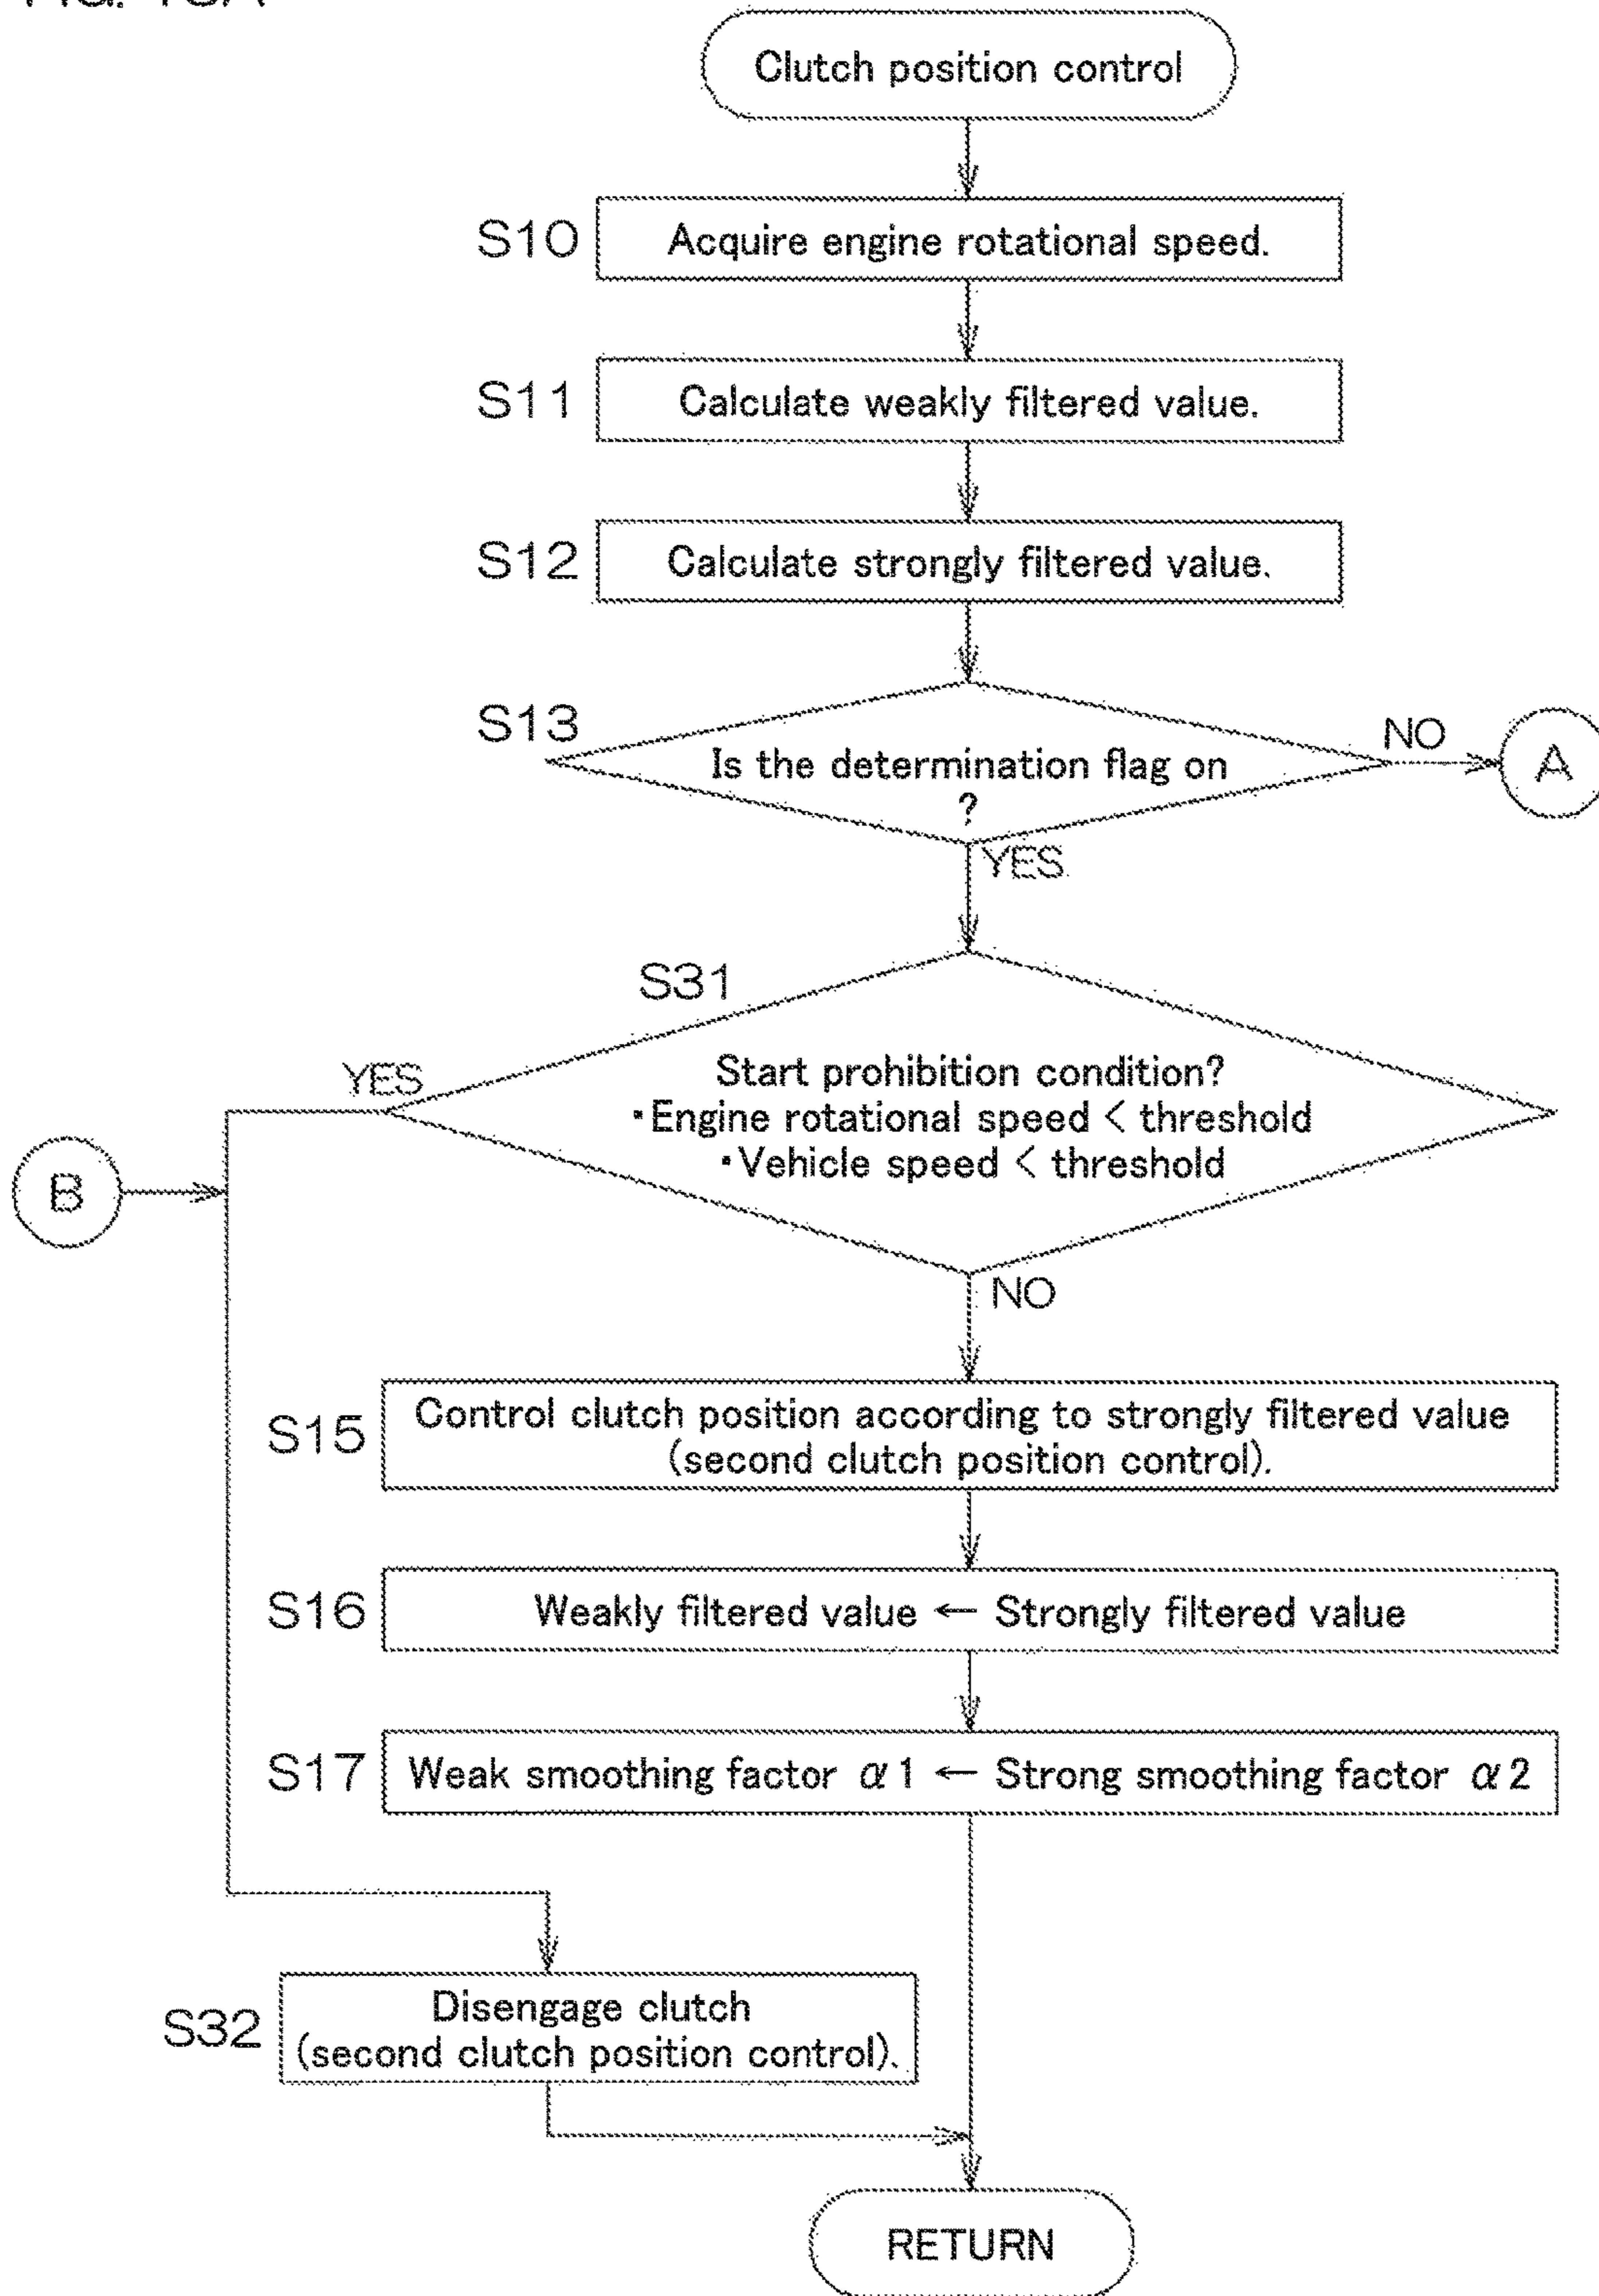 Clutch position control
S10
Acquire engine rotational speed.
S11
Calculate weakly filtered value.
S12
Calculate strongly filtered value.
S13
Is the determination flag on
?
NO
A
YES
S31
Start prohibition condition?
・Engine rotational speed < threshold
・Vehicle speed < threshold
YES
B
NO
S15
Control clutch position according to strongly filtered value
(second clutch position control).
S16
Weakly filtered value ← Strongly filtered value
S17
Weak smoothing factor α1 ← Strong smoothing factor α2
S32
Disengage clutch
(second clutch position control).
RETURN